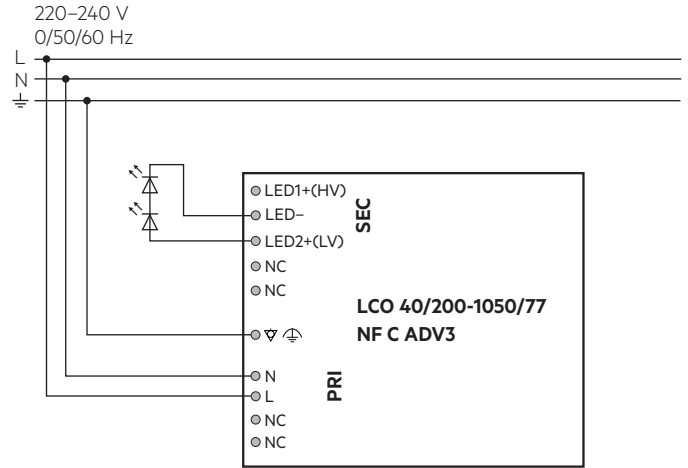 220–240 V
0/50/60 Hz
L
N
LED1+(HV)
LED–
LED2+(LV)
NC
NC
SEC
LCO 40/200-1050/77
NF C ADV3
N
L
NC
NC
PRI